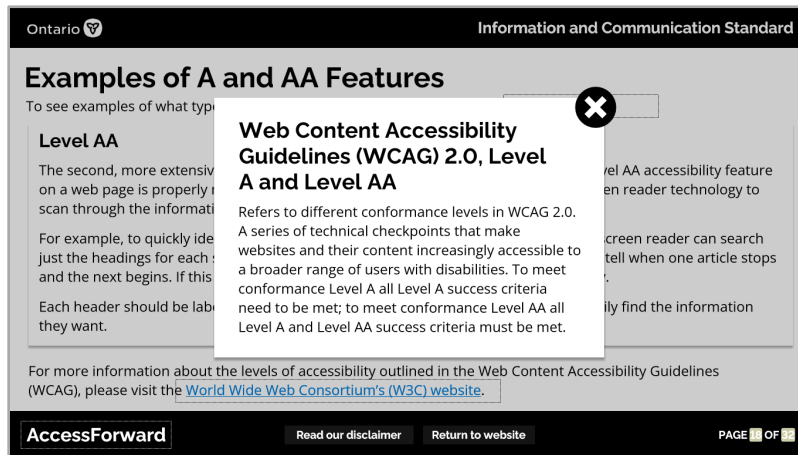 Ontario
Information and Communication Standard
Examples of A and AA Features
To see examples of what
Level AA
The second, more
vel AA accessibility feature
on a web page is properly
en reader technology to
scan through the
For example, to quickly
screen reader can search
just the headings for each
tell when one article stops
and the next begins. If this
Each header should be
ily find the information
they want.
Web Content Accessibility
Guidelines (WCAG) 2.0, Level
A and Level AA
Refers to different conformance levels in WCAG 2.0.
A series of technical checkpoints that make
websites and their content increasingly accessible to
a broader range of users with disabilities. To meet
conformance Level A all Level A success criteria
need to be met; to meet conformance Level AA all
Level A and Level AA success criteria must be met.
For more information about the levels of accessibility outlined in the Web Content Accessibility Guidelines
(WCAG), please visit the World Wide Web Consortium's (W3C) website.
AccessForward
Read our disclaimer
Return to website
PAGE 18 OF 32